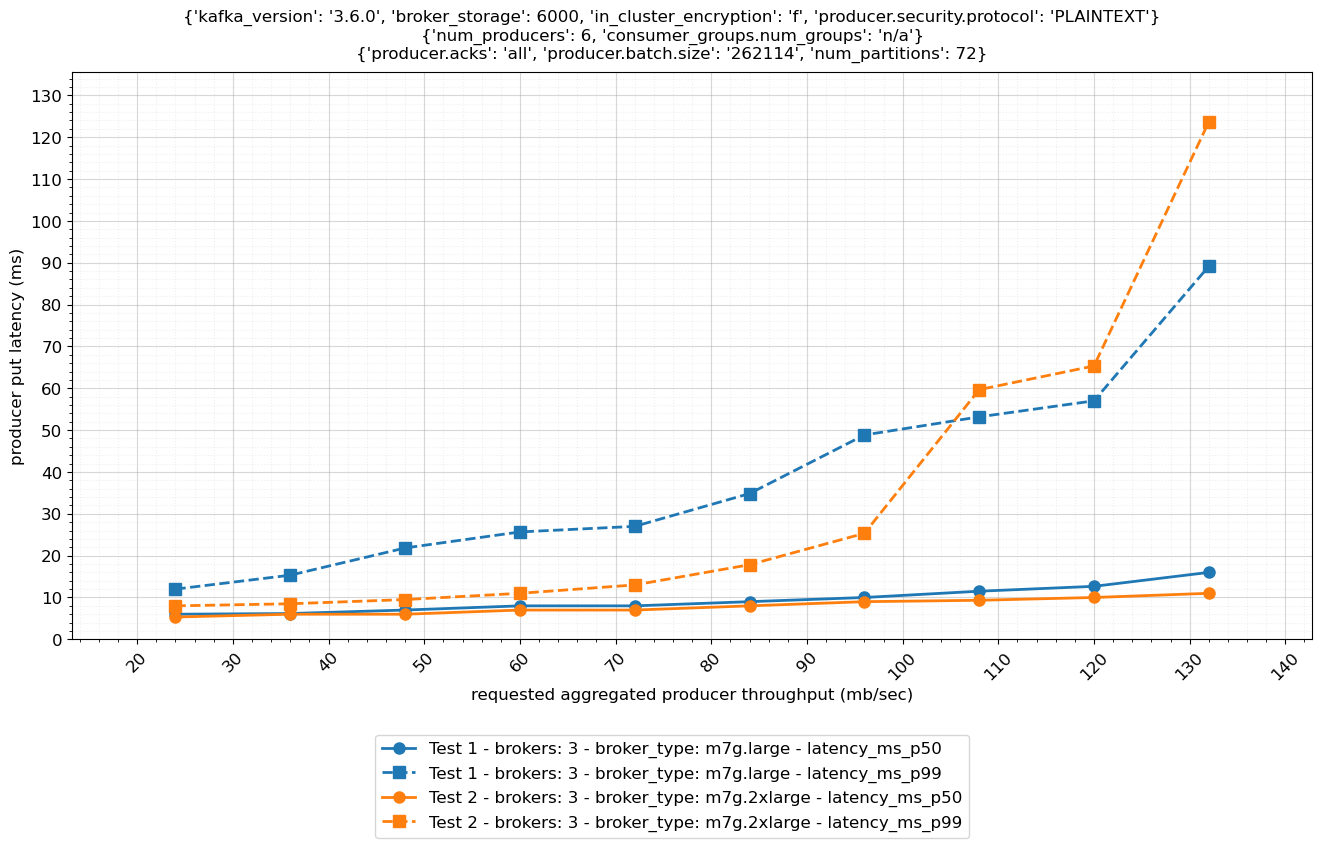 {'kafka_version': '3.6.0', 'broker_storage': 6000, 'in_cluster_encryption': 'f', 'producer.security.protocol': 'PLAINTEXT'}
{'num_producers': 6, 'consumer_groups.num_groups': 'n/a'}
{'producer.acks': 'all', 'producer.batch.size': '262114', 'num_partitions': 72}
producer put latency (ms)
130
120
110
100
90
80
70
60
50
40
30
20
10
0
20 30 40 50 60 70 80 90 100 110 120 130 140
requested aggregated producer throughput (mb/sec)
Test 1 - brokers: 3 - broker_type: m7g.large - latency_ms_p50
Test 1 - brokers: 3 - broker_type: m7g.large - latency_ms_p99
Test 2 - brokers: 3 - broker_type: m7g.2xlarge - latency_ms_p50
Test 2 - brokers: 3 - broker_type: m7g.2xlarge - latency_ms_p99